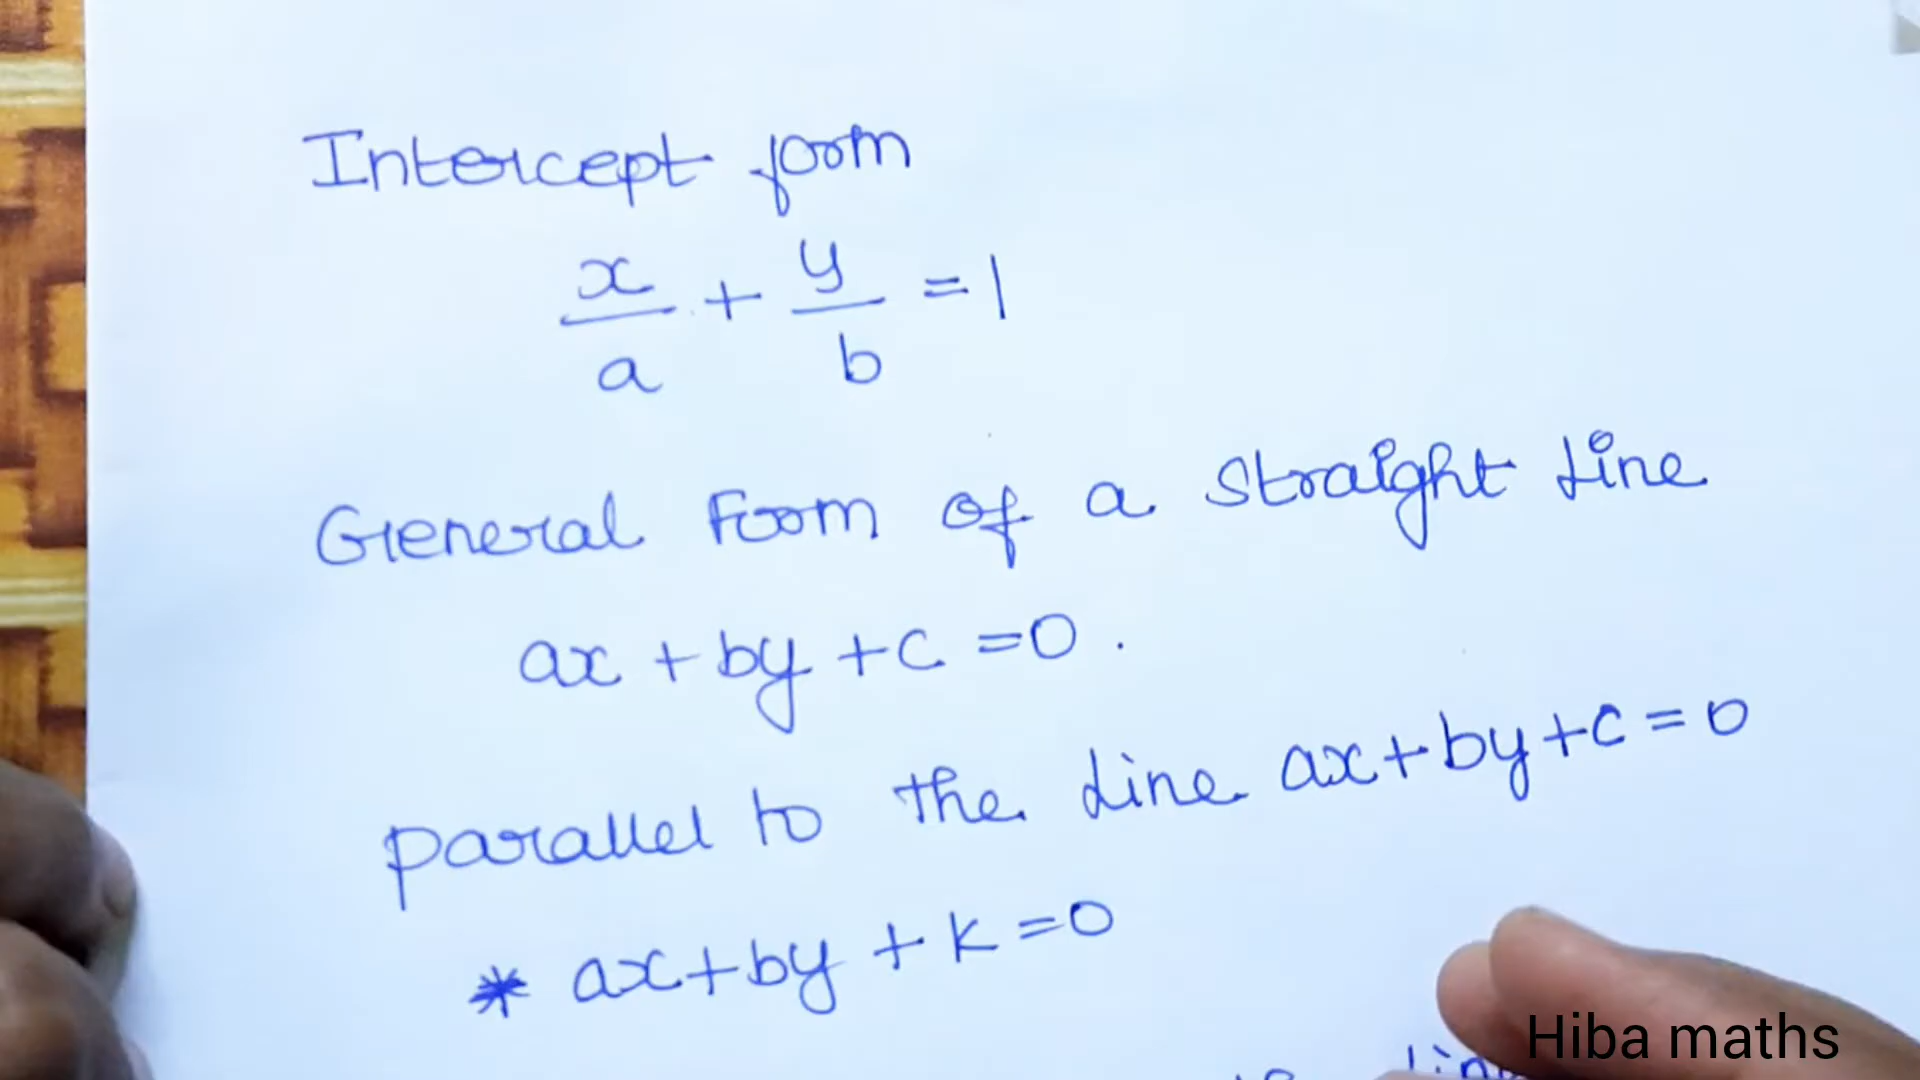 Intercept form
x/a + y/b = 1
General Form of a straight line
ax + by + c = 0.
parallel to the line ax + by + c = 0
* ax + by + k = 0
Hiba maths